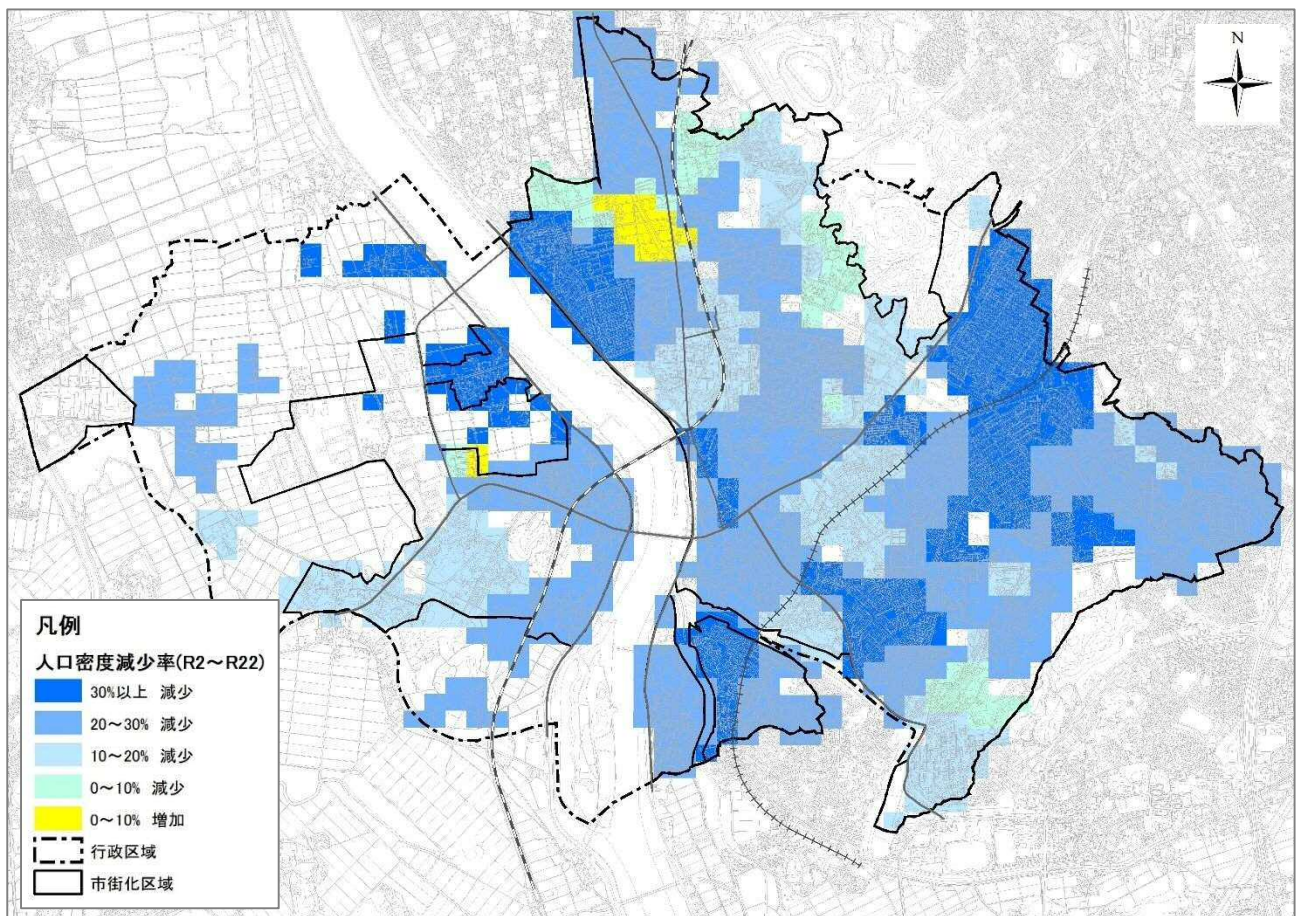 N
凡例
人口密度減少率(R2～R22)
30%以上 減少
20～30% 減少
10～20% 減少
0～10% 減少
0～10% 増加
行政区域
市街化区域